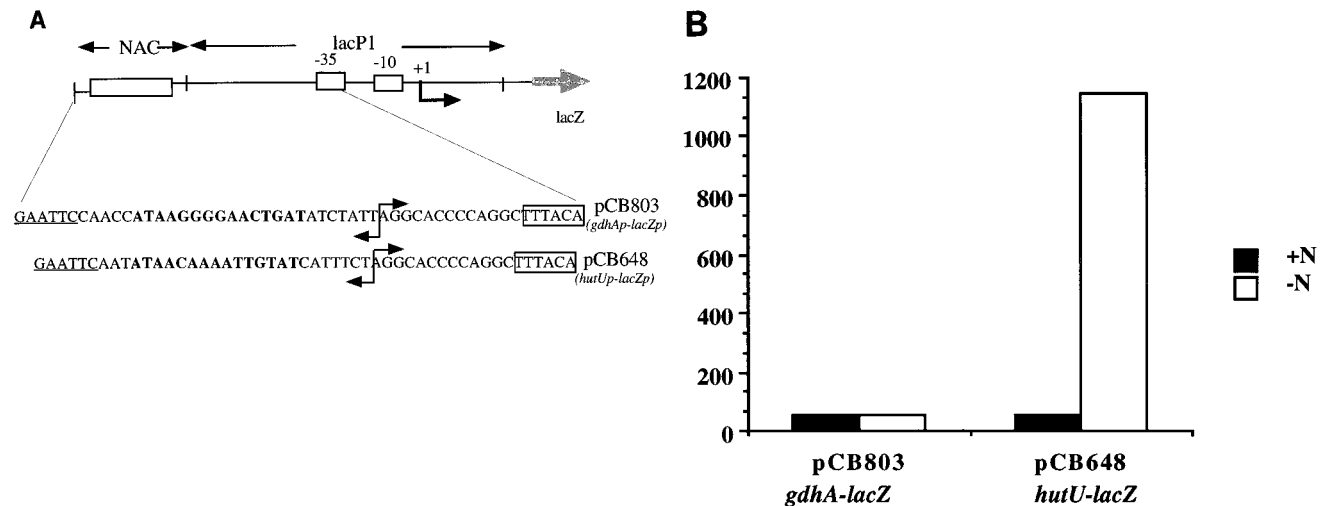 A
NAC
lacP1
-35
-10
+1
lacZ
GAATTCCAACCATAAGGGGAACTGATATCTATTAGGCACCCCAGGCTTTACA
pCB803
(gdhAp-lacZp)
GAATTCAATATAACAAAATTGTATCATTTCTAGGCACCCCAGGCTTTACA
pCB648
(hutUp-lacZp)
B
1200
1000
800
600
400
200
0
+N
-N
pCB803
pCB648
gdhA-lacZ
hutU-lacZ